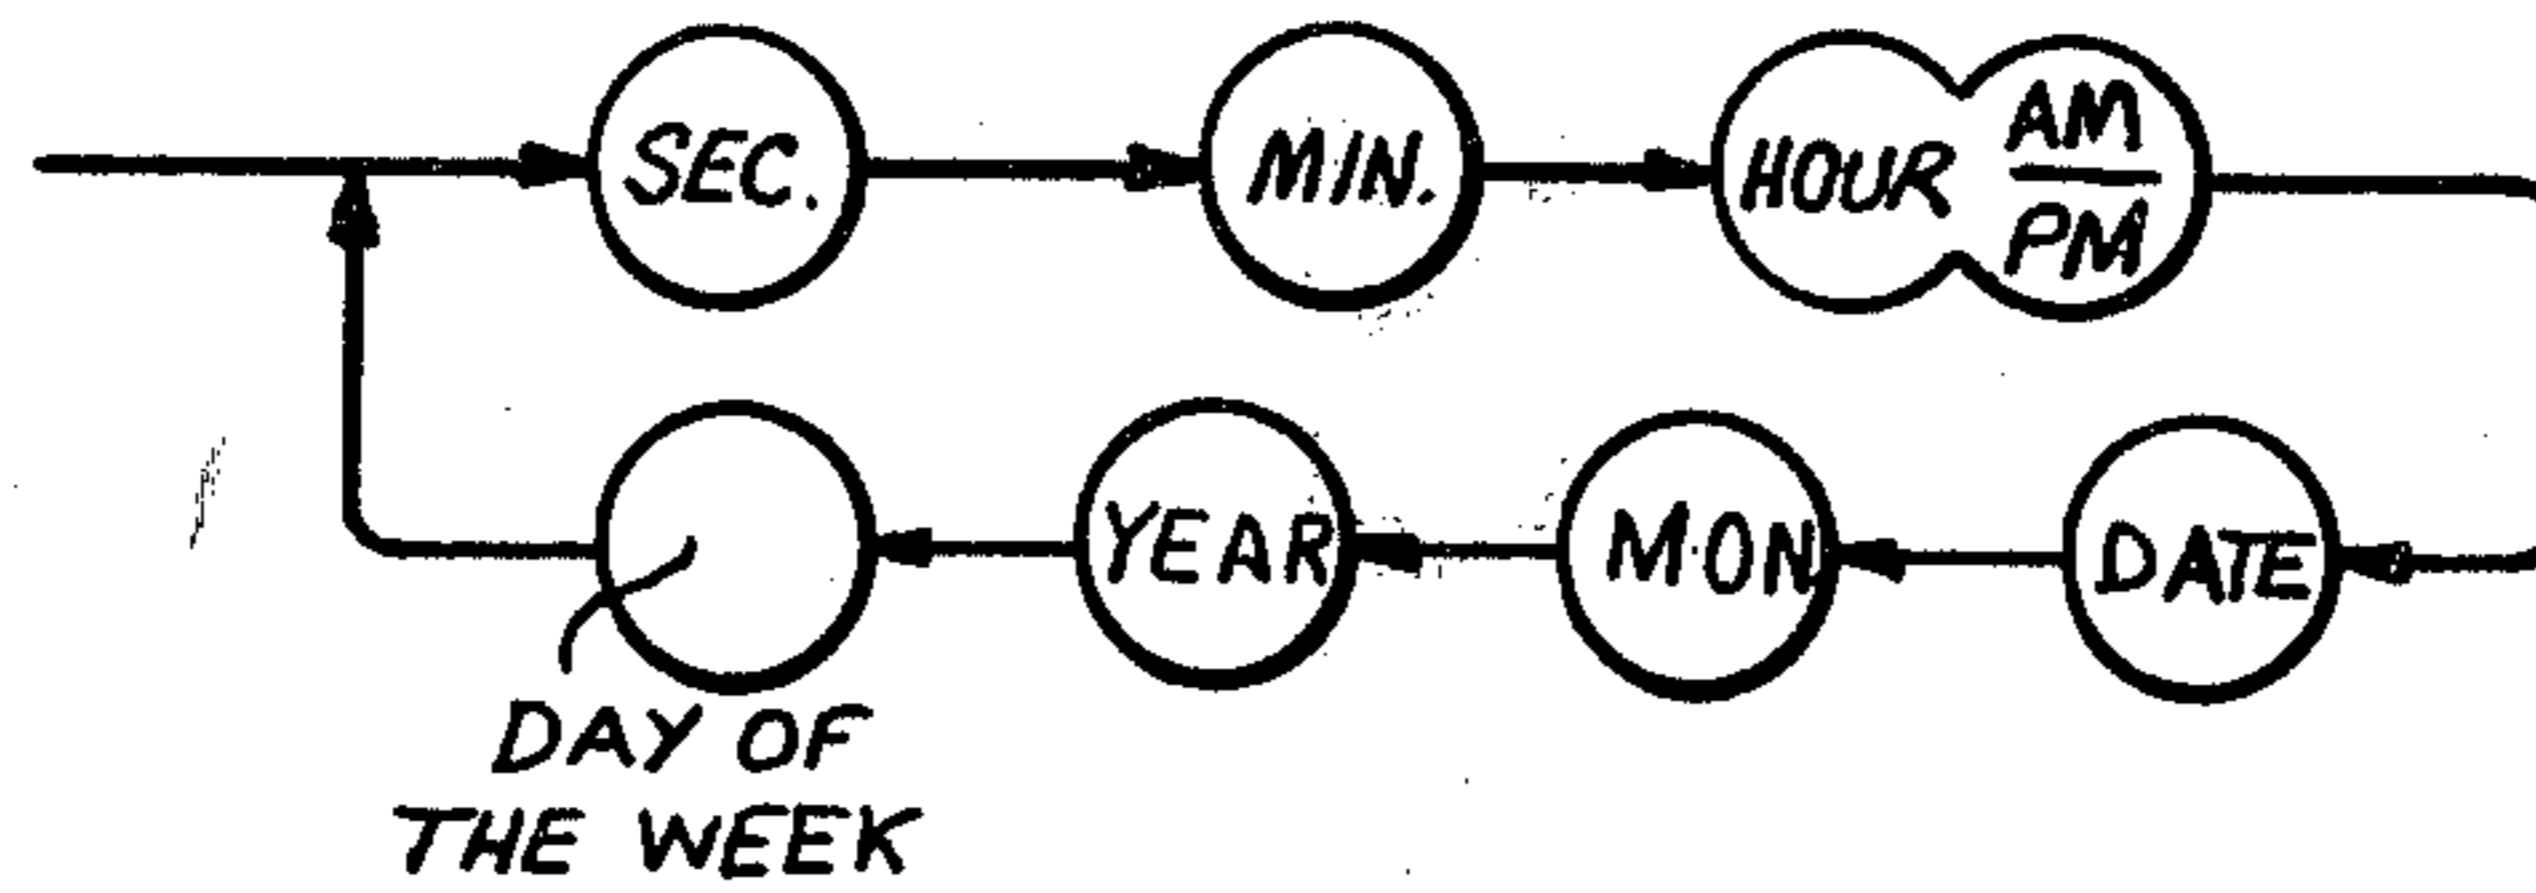 SEC.
MIN.
HOUR
AM
PM
DATE
MON
YEAR
DAY OF
THE WEEK